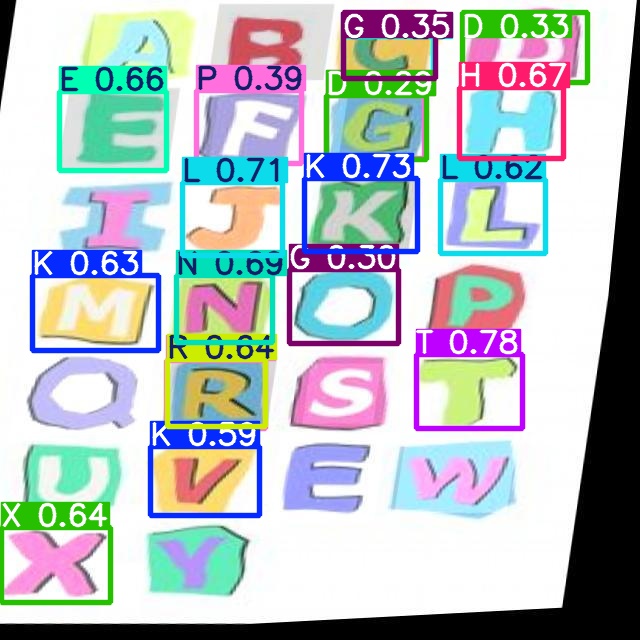 G 0.35 D 0.33
A B C D
E 0.66 P 0.39 D 0.29 H 0.67
E F G H
L 0.71 K 0.73 L 0.62
I J K L
K 0.63 N 0.69 G 0.30
M N O P
R 0.64 T 0.78
Q R S T
K 0.59
U V E W
X 0.64
X Y